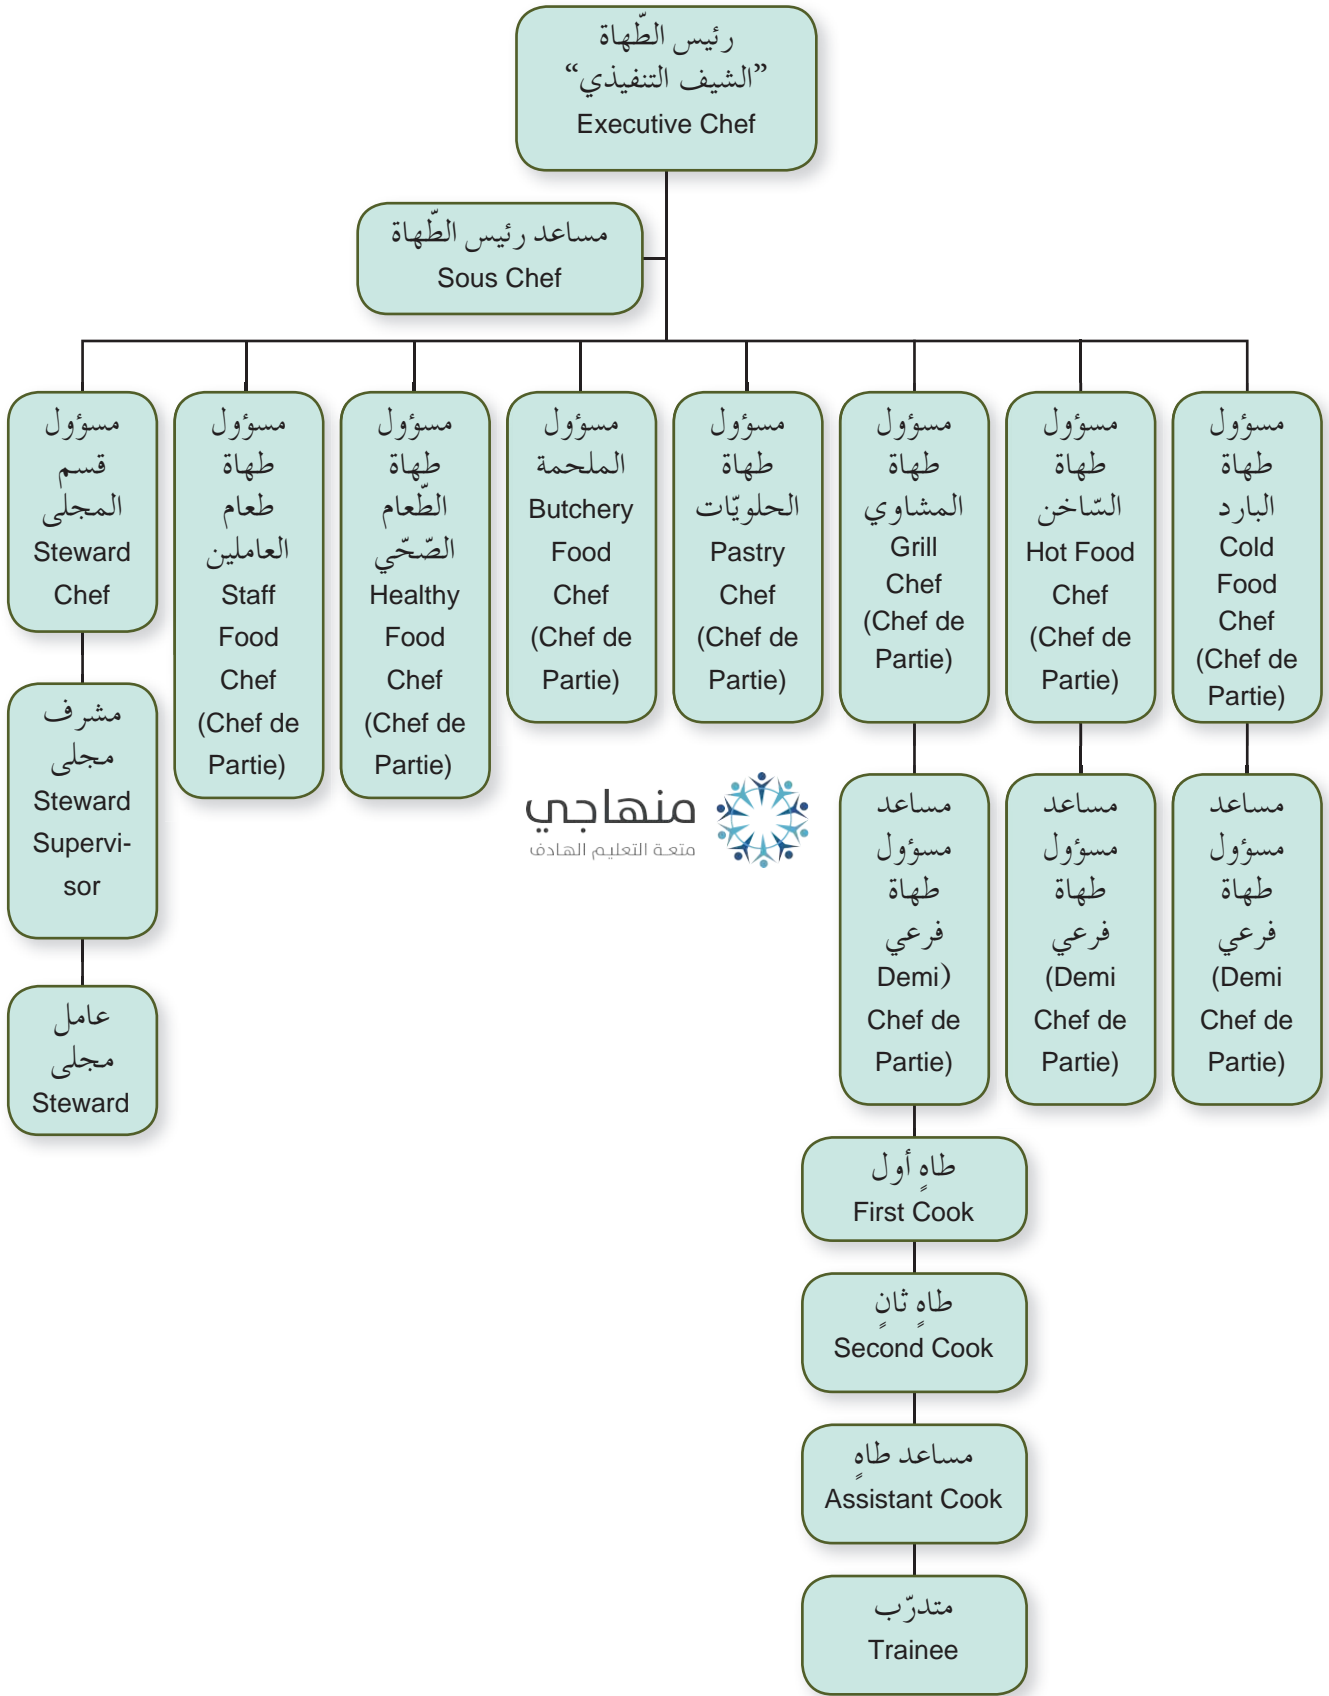 رئيس الطّهاة
”الشيف التنفيذي“
Executive Chef
مساعد رئيس الطّهاة
Sous Chef
مسؤول
قسم
المجلى
Steward
Chef
مسؤول
طهاة
طعام
العاملين
Staff
Food
Chef
(Chef de
Partie)
مسؤول
طهاة
الطّعام
الصّحّي
Healthy
Food
Chef
(Chef de
Partie)
مسؤول
الملحمة
Butchery
Food
Chef
(Chef de
Partie)
مسؤول
طهاة
الحلويّات
Pastry
Chef
(Chef de
Partie)
مسؤول
طهاة
المشاوي
Grill
Chef
(Chef de
Partie)
مسؤول
طهاة
السّاخن
Hot Food
Chef
(Chef de
Partie)
مسؤول
طهاة
البارد
Cold
Food
Chef
(Chef de
Partie)
مشرف
مجلى
Steward
Supervi-
sor
عامل
مجلى
Steward
منهاجي
متعة التعليم الهادف
مساعد
مسؤول
طهاة
فرعي
Demi)
Chef de
Partie)
مساعد
مسؤول
طهاة
فرعي
(Demi
Chef de
Partie)
مساعد
مسؤول
طهاة
فرعي
(Demi
Chef de
Partie)
طاهٍ أول
First Cook
طاهٍ ثانٍ
Second Cook
مساعد طاهٍ
Assistant Cook
متدرّب
Trainee